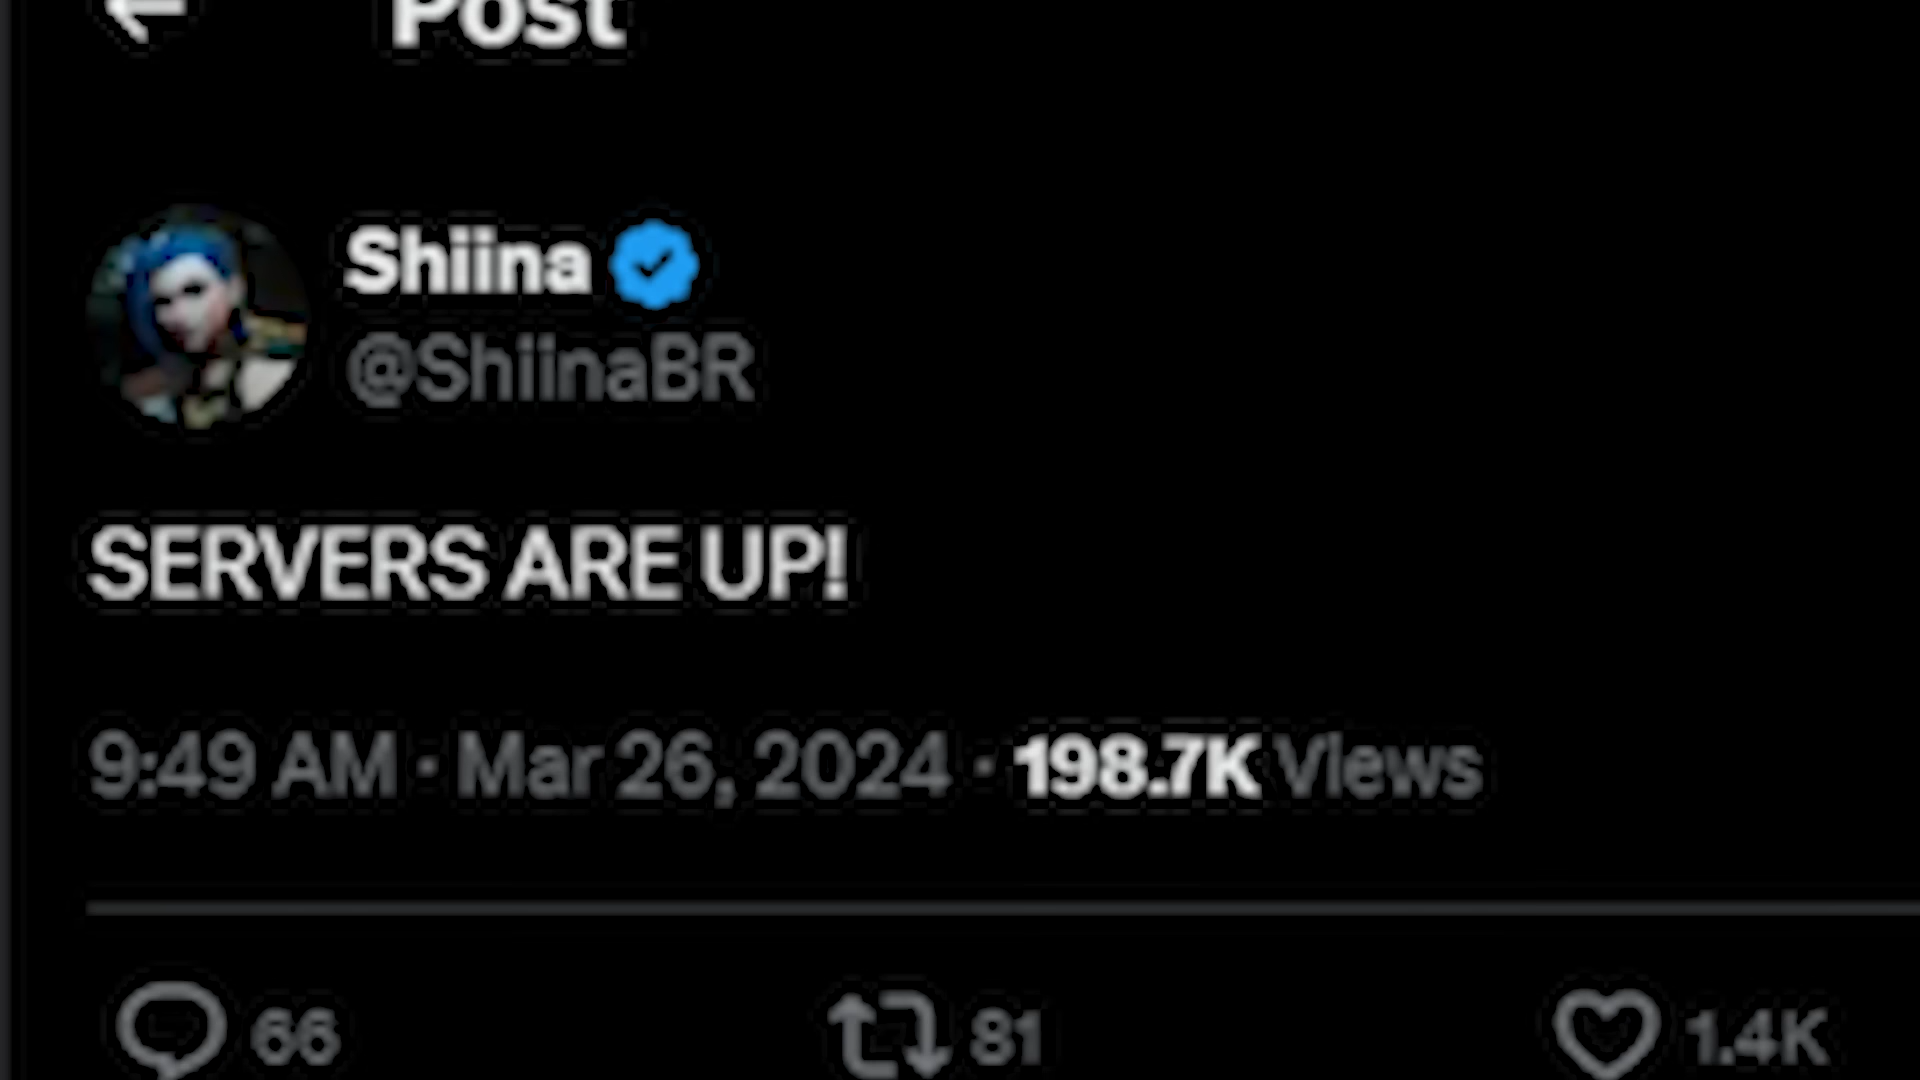 Post
Shiina
@ShiinaBR
SERVERS ARE UP!
9:49 AM · Mar 26, 2024 · 198.7K Views
66 81 1.4K